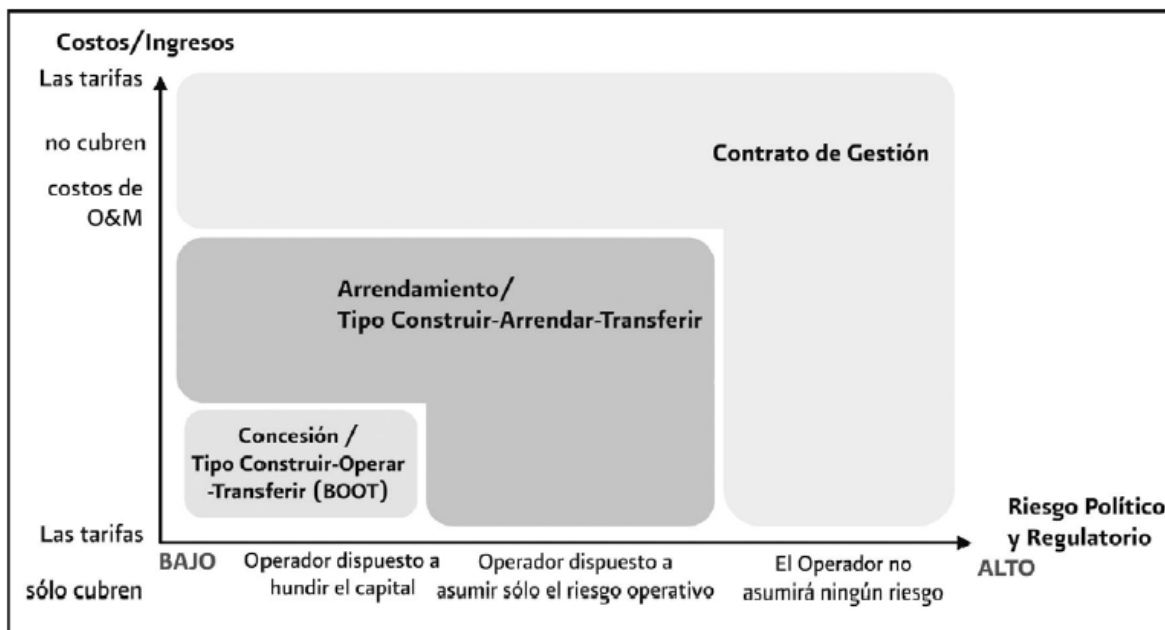 Costos/Ingresos
Las tarifas
no cubren
costos de
O&M
Contrato de Gestión
Arrendamiento/
Tipo Construir-Arrendar-Transferir
Concesión /
Tipo Construir-Operar
-Transferir (BOOT)
Las tarifas
sólo cubren
BAJO
Operador dispuesto a
hundir el capital
Operador dispuesto a
asumir sólo el riesgo operativo
El Operador no
asumirá ningún riesgo
Riesgo Político
y Regulatorio
ALTO